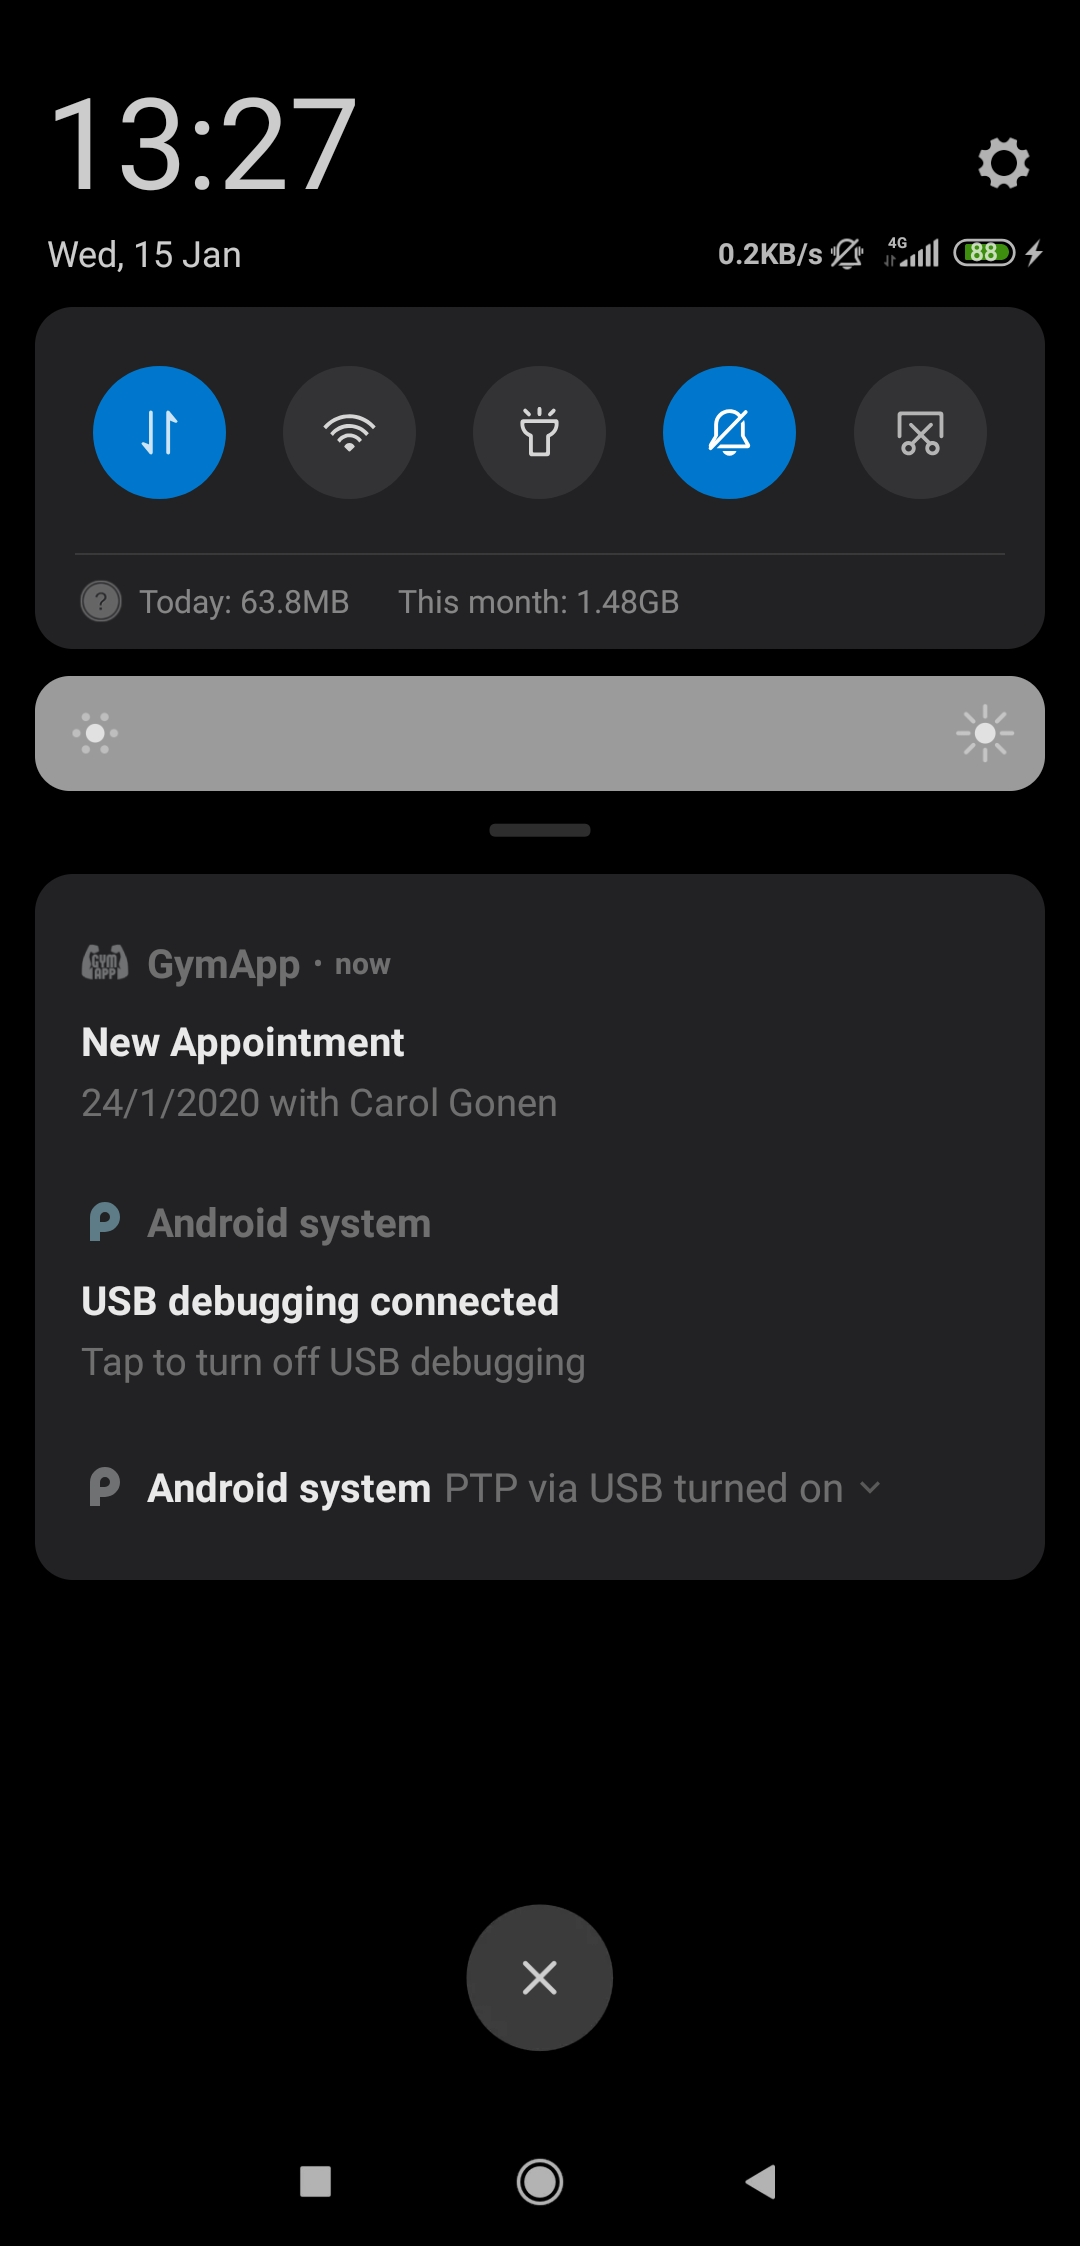 13:27
Wed, 15 Jan
0.2KB/s 4G 88
? Today: 63.8MB This month: 1.48GB
GYM APP GymApp · now
New Appointment
24/1/2020 with Carol Gonen
Android system
USB debugging connected
Tap to turn off USB debugging
Android system PTP via USB turned on